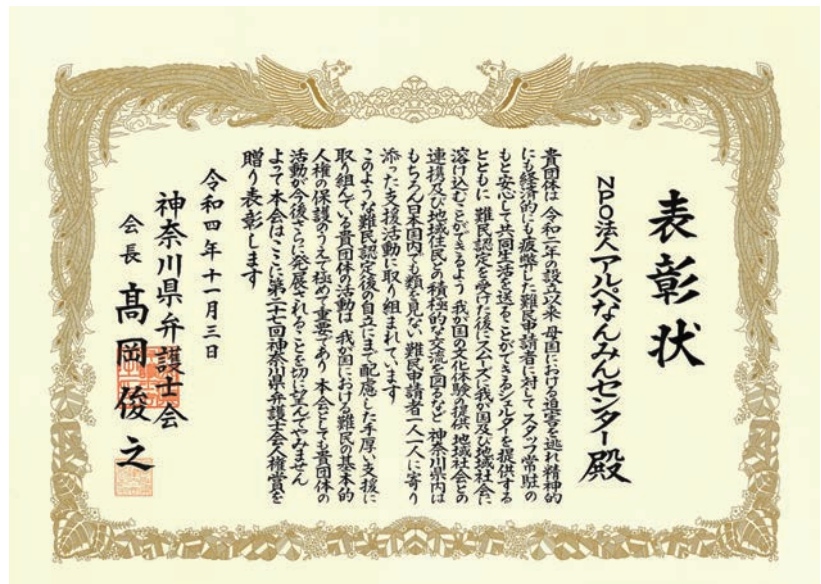 表彰状
NPO法人アルペなんみんセンター殿
貴団体は 令和二年の設立以来 母国における迫害を逃れ精神的
にも経済的にも疲弊した難民申請者に対して スタッフ常駐の
もと安心して共同生活を送ることができるシェルターを提供する
とともに 難民認定を受けた後にスムーズに我が国及び地域社会に
溶け込むことができるよう 我が国の文化体験の提供 地域社会との
連携及び地域住民との積極的な交流を図るなど 神奈川県内は
もちろん日本国内でも類を見ない 難民申請者一人一人に寄り
添った支援活動に取り組まれています
このような難民認定後の自立にまで配慮した手厚い支援に
取り組んでいる貴団体の活動は 我が国における難民の基本的
人権の保護のうえで極めて重要であり 本会としても貴団体の
活動が今後さらに発展されることを切に望んでやみません
よって本会はここに第二十七回神奈川県弁護士会人権賞を
贈り表彰します
令和四年十一月三日
神奈川県弁護士会
会長 髙岡俊之